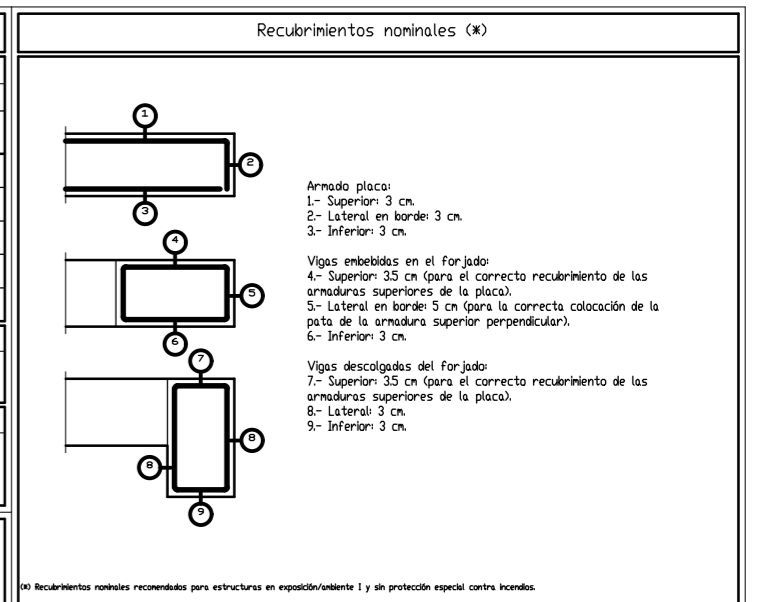 Recubrimientos nominales (*)
1
2
3
Armado placa:
1.- Superior: 3 cm.
2.- Lateral en borde: 3 cm.
3.- Inferior: 3 cm.
4
5
6
Vigas embebidas en el forjado:
4.- Superior: 3.5 cm (para el correcto recubrimiento de las
armaduras superiores de la placa).
5.- Lateral en borde: 5 cm (para la correcta colocación de la
pata de la armadura superior perpendicular).
6.- Inferior: 3 cm.
7
8
8
9
Vigas descolgadas del forjado:
7.- Superior: 3.5 cm (para el correcto recubrimiento de las
armaduras superiores de la placa).
8.- Lateral: 3 cm.
9.- Inferior: 3 cm.
(*) Recubrimientos nominales recomendados para estructuras en exposición/ambiente I y sin protección especial contra incendios.